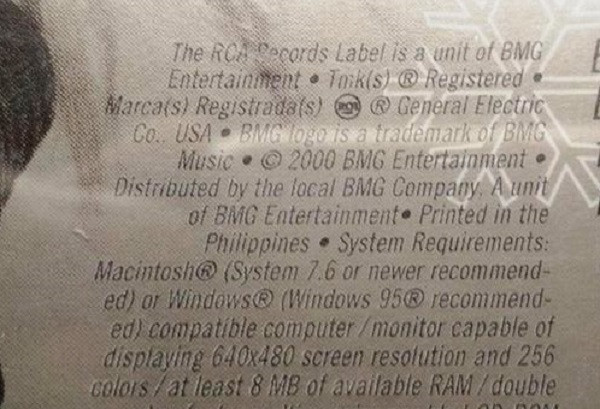 The RCA Records Label is a unit of BMG
Entertainment • Tmk(s) ® Registered •
Marca(s) Registrada(s) RCA ® General Electric
Co., USA • BMG logo is a trademark of BMG
Music • © 2000 BMG Entertainment •
Distributed by the local BMG Company. A unit
of BMG Entertainment • Printed in the
Philippines • System Requirements:
Macintosh® (System 7.6 or newer recommend-
ed) or Windows® (Windows 95® recommend-
ed) compatible computer / monitor capable of
displaying 640x480 screen resolution and 256
colors / at least 8 MB of available RAM / double